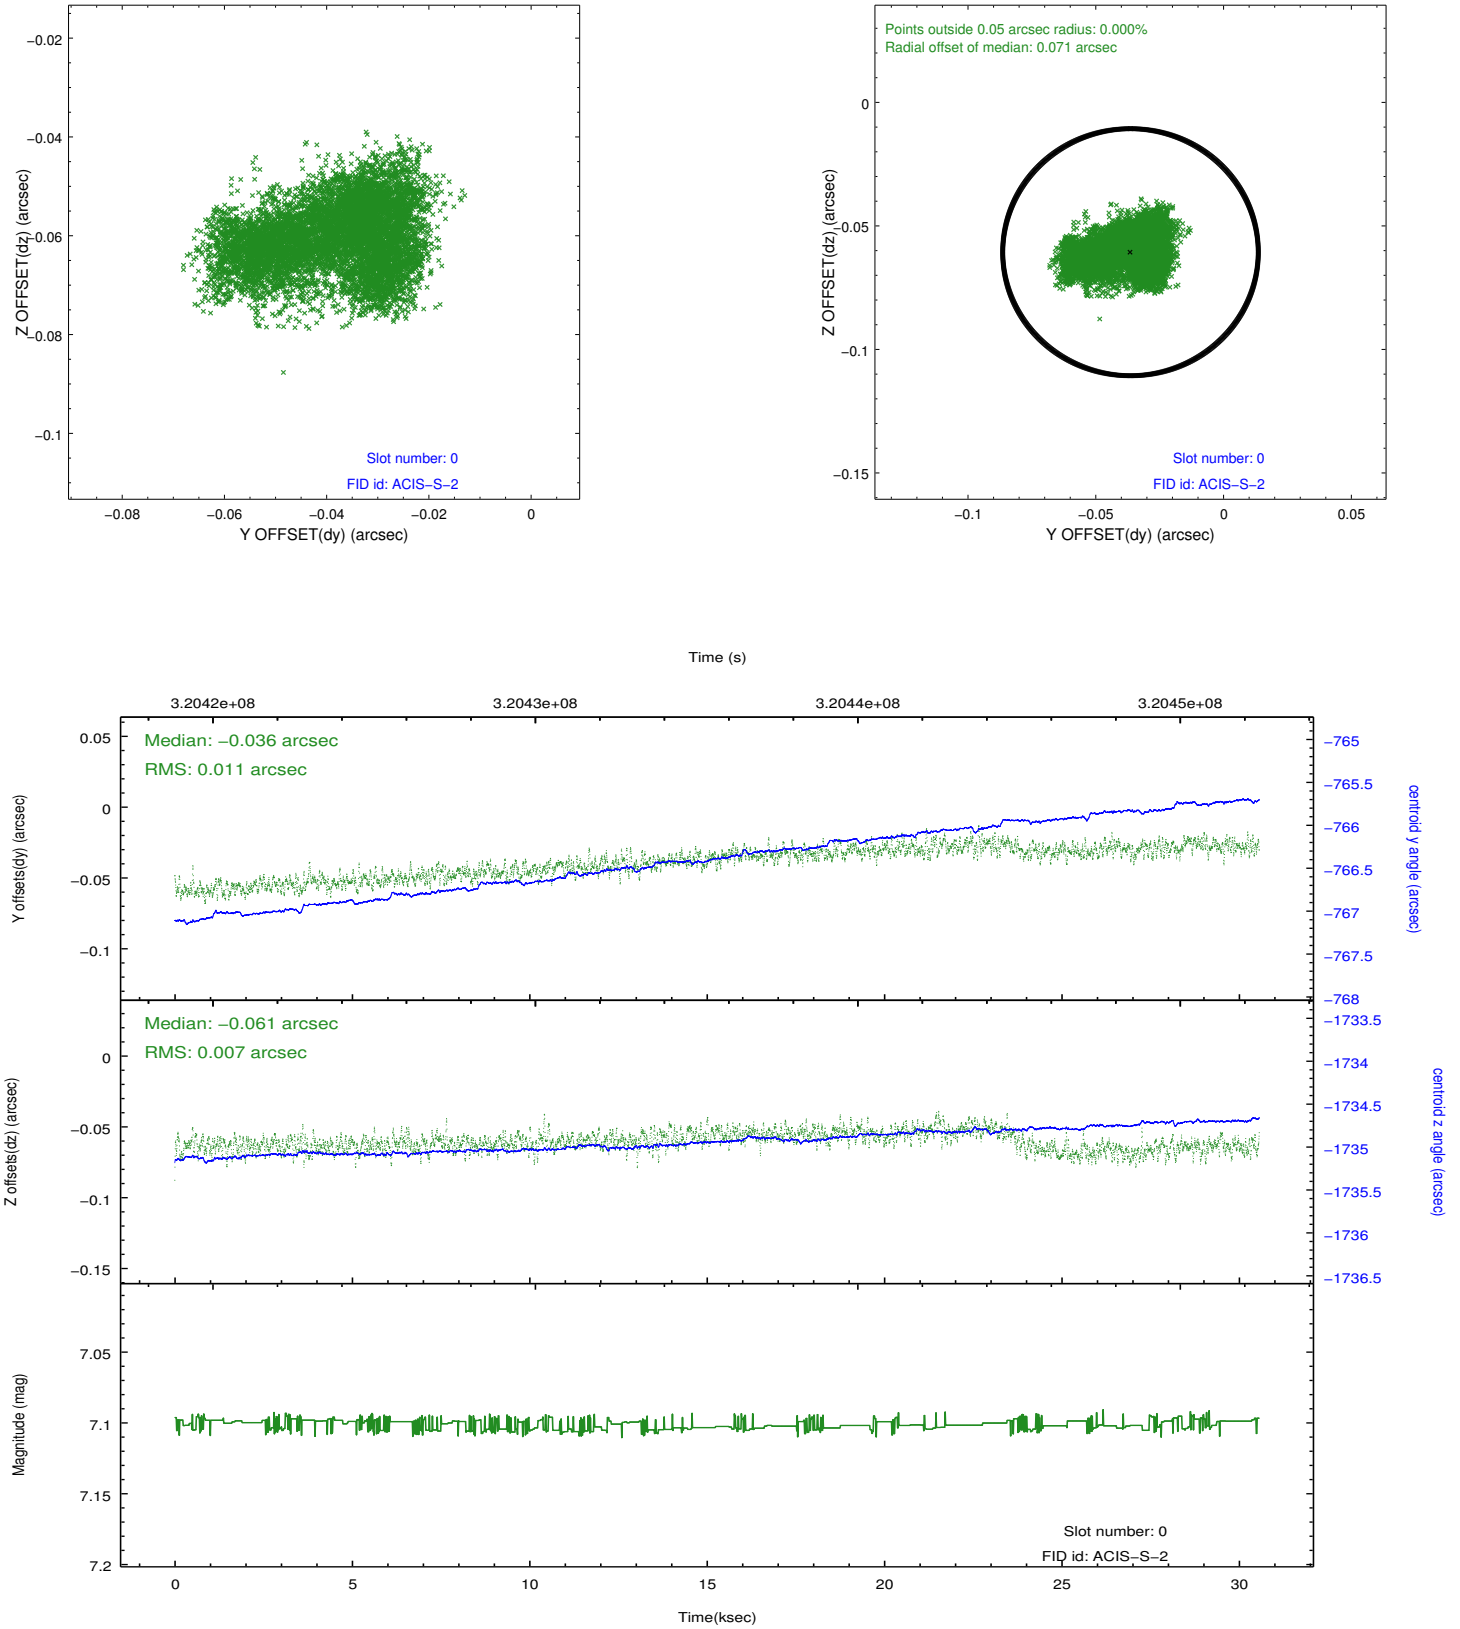 −0.02
−0.04
−0.06
−0.08
−0.1
Z OFFSET(dz) (arcsec)
Slot number: 0
FID id: ACIS−S−2
−0.08
−0.06
−0.04
−0.02
0
Y OFFSET(dy) (arcsec)
Points outside 0.05 arcsec radius: 0.000%
Radial offset of median: 0.071 arcsec
0
−0.05
−0.1
−0.15
Z OFFSET(dz) (arcsec)
Slot number: 0
FID id: ACIS−S−2
−0.1
−0.05
0
0.05
Y OFFSET(dy) (arcsec)
Time (s)
3.2042e+08
3.2043e+08
3.2044e+08
3.2045e+08
Median: −0.036 arcsec
RMS: 0.011 arcsec
0.05
0
−0.05
−0.1
Y offsets(dy) (arcsec)
−765
−765.5
−766
−766.5
−767
−767.5
−768
centroid y angle (arcsec)
Median: −0.061 arcsec
RMS: 0.007 arcsec
0
−0.05
−0.1
−0.15
Z offsets(dz) (arcsec)
−1733.5
−1734
−1734.5
−1735
−1735.5
−1736
−1736.5
centroid z angle (arcsec)
7.05
7.1
7.15
7.2
Magnitude (mag)
Slot number: 0
FID id: ACIS−S−2
0
5
10
15
20
25
30
Time(ksec)